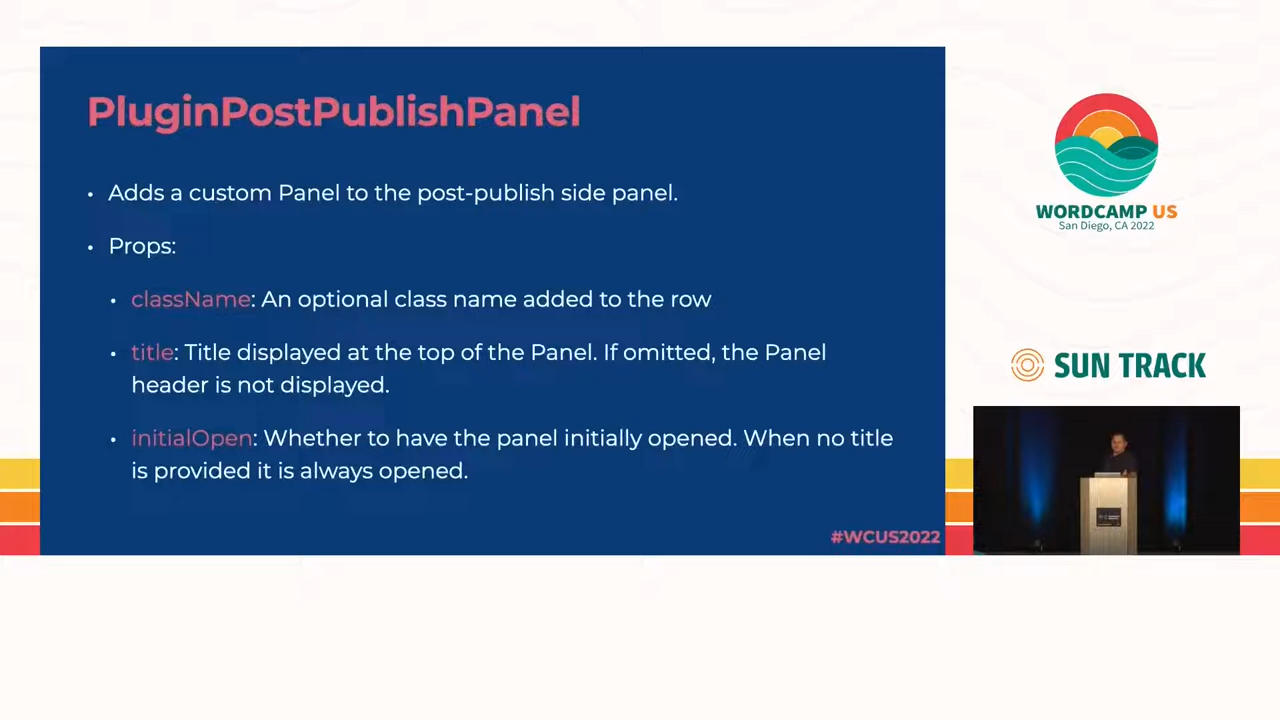 PluginPostPublishPanel
• Adds a custom Panel to the post-publish side panel.
• Props:
• className: An optional class name added to the row
• title: Title displayed at the top of the Panel. If omitted, the Panel
header is not displayed.
• initialOpen: Whether to have the panel initially opened. When no title
is provided it is always opened.
#WCUS2022
WORDCAMP US
San Diego, CA 2022
SUN TRACK